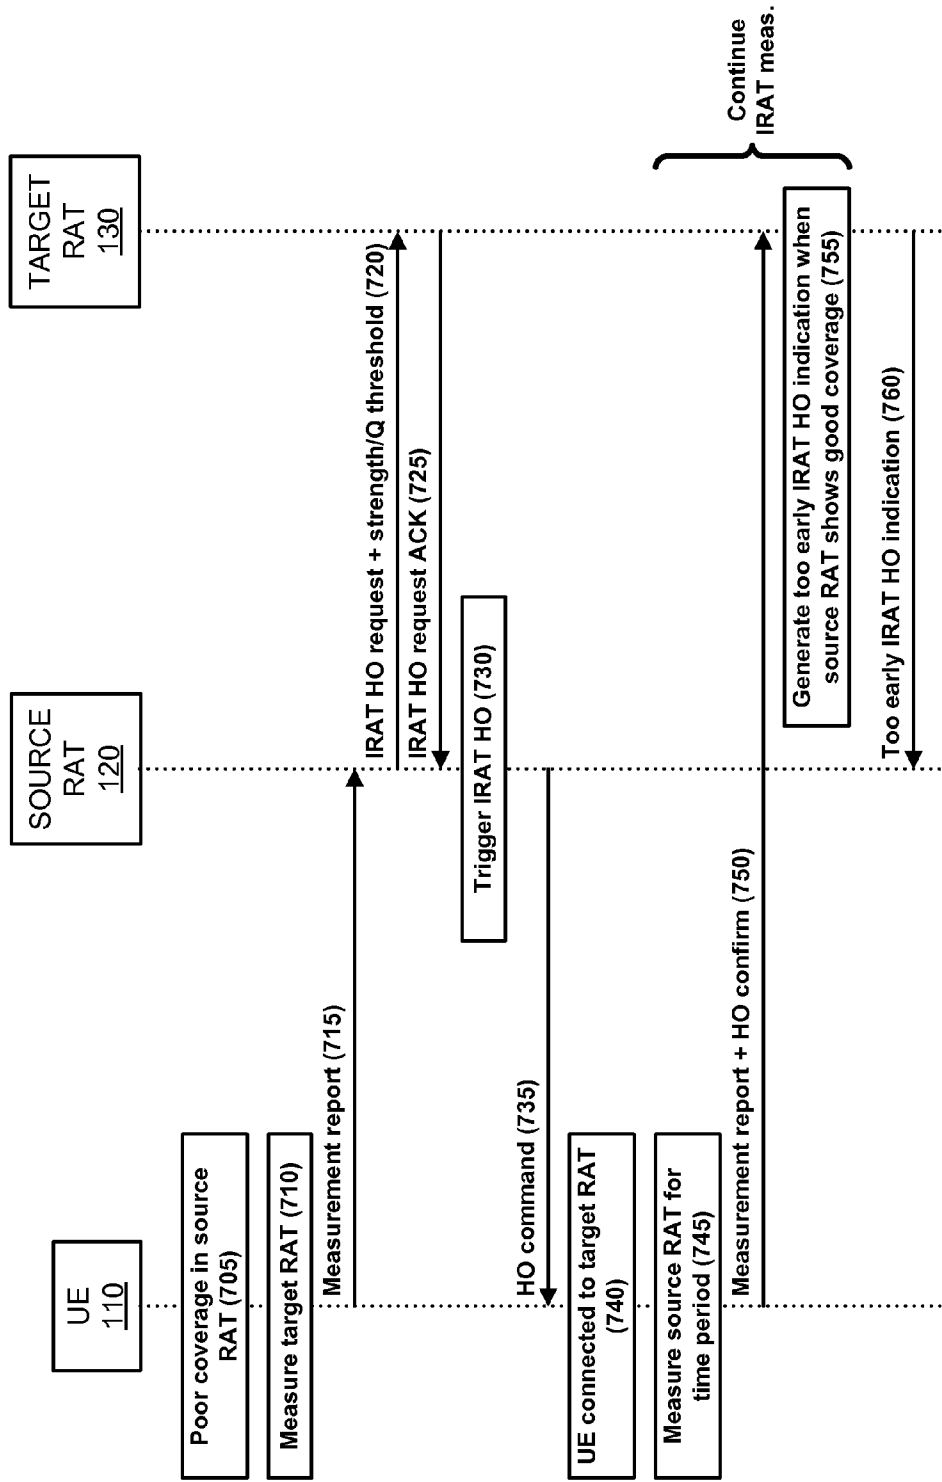 UE
110
SOURCE
RAT
120
TARGET
RAT
130
Poor coverage in source
RAT (705)
Measure target RAT (710)
Measurement report (715)
IRAT HO request + strength/Q threshold (720)
IRAT HO request ACK (725)
Trigger IRAT HO (730)
HO command (735)
UE connected to target RAT
(740)
Measure source RAT for
time period (745)
Measurement report + HO confirm (750)
Continue
IRAT meas.
Generate too early IRAT HO indication when
source RAT shows good coverage (755)
Too early IRAT HO indication (760)